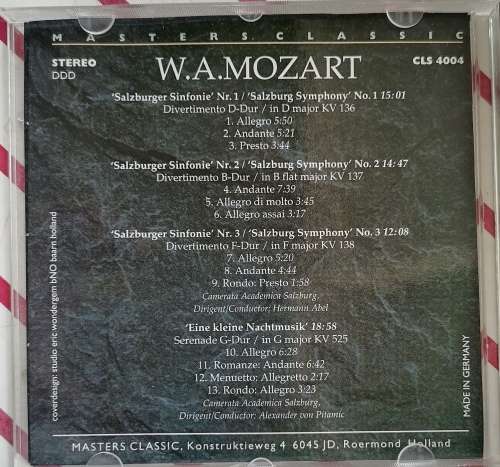 MASTERS CLASSIC
STEREO
DDD
W.A.MOZART
CLS 4004
'Salzburger Sinfonie' Nr. 1 / 'Salzburg Symphony' No. 1 15:01
Divertimento D-Dur / in D major KV 136
1. Allegro 5:50
2. Andante 5:21
3. Presto 3:44
'Salzburger Sinfonie' Nr. 2 / 'Salzburg Symphony' No. 2 14:47
Divertimento B-Dur / in B flat major KV 137
4. Andante 7:39
5. Allegro di molto 3:45
6. Allegro assai 3:17
'Salzburger Sinfonie' Nr. 3 / 'Salzburg Symphony' No. 3 12:08
Divertimento F-Dur / in F major KV 138
7. Allegro 5:20
8. Andante 4:44
9. Rondo: Presto 1:58
Camerata Academica Salzburg,
Dirigent/Conductor; Hermann Abel
'Eine kleine Nachtmusik' 18:58
Serenade G-Dur / in G major KV 525
10. Allegro 6:28
11. Romanze: Andante 6:42
12. Menuetto: Allegretto 2:17
13. Rondo: Allegro 3:23
Camerata Academica Salzburg,
Dirigent/Conductor; Alexander von Pitamic
coverdesign: studio eric wondergem bNO baarn holland
MADE IN GERMANY
MASTERS CLASSIC, Konstruktieweg 4 6045 JD, Roermond Holland